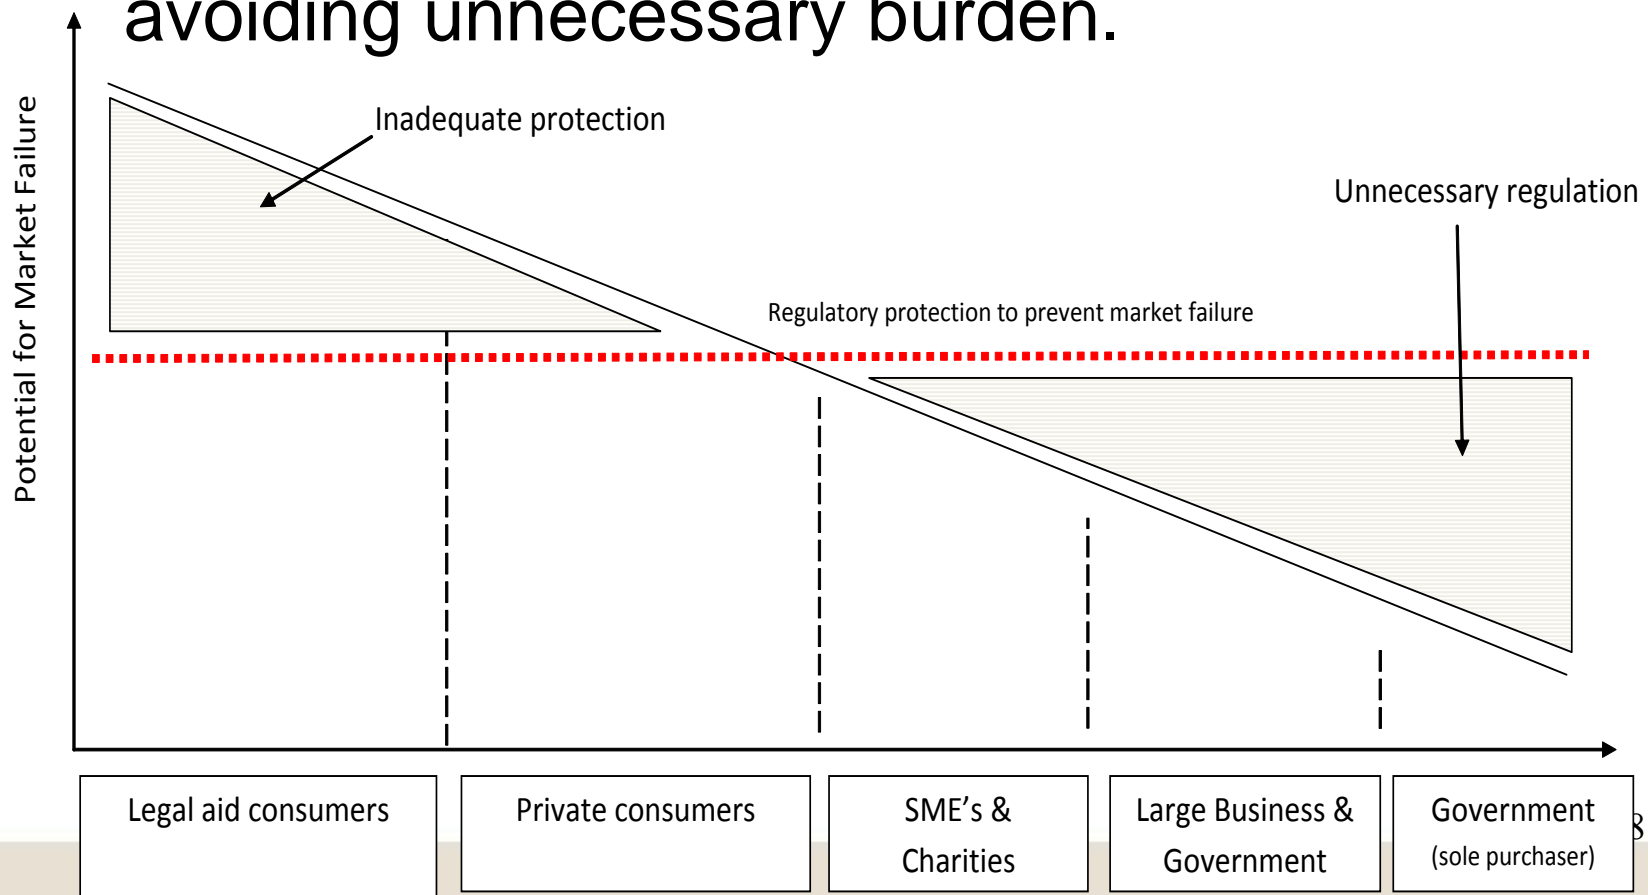 avoiding unnecessary burden.
Potential for Market Failure
Inadequate protection
Unnecessary regulation
Regulatory protection to prevent market failure
Legal aid consumers
Private consumers
SME's &
Charities
Large Business &
Government
Government
(sole purchaser)
8